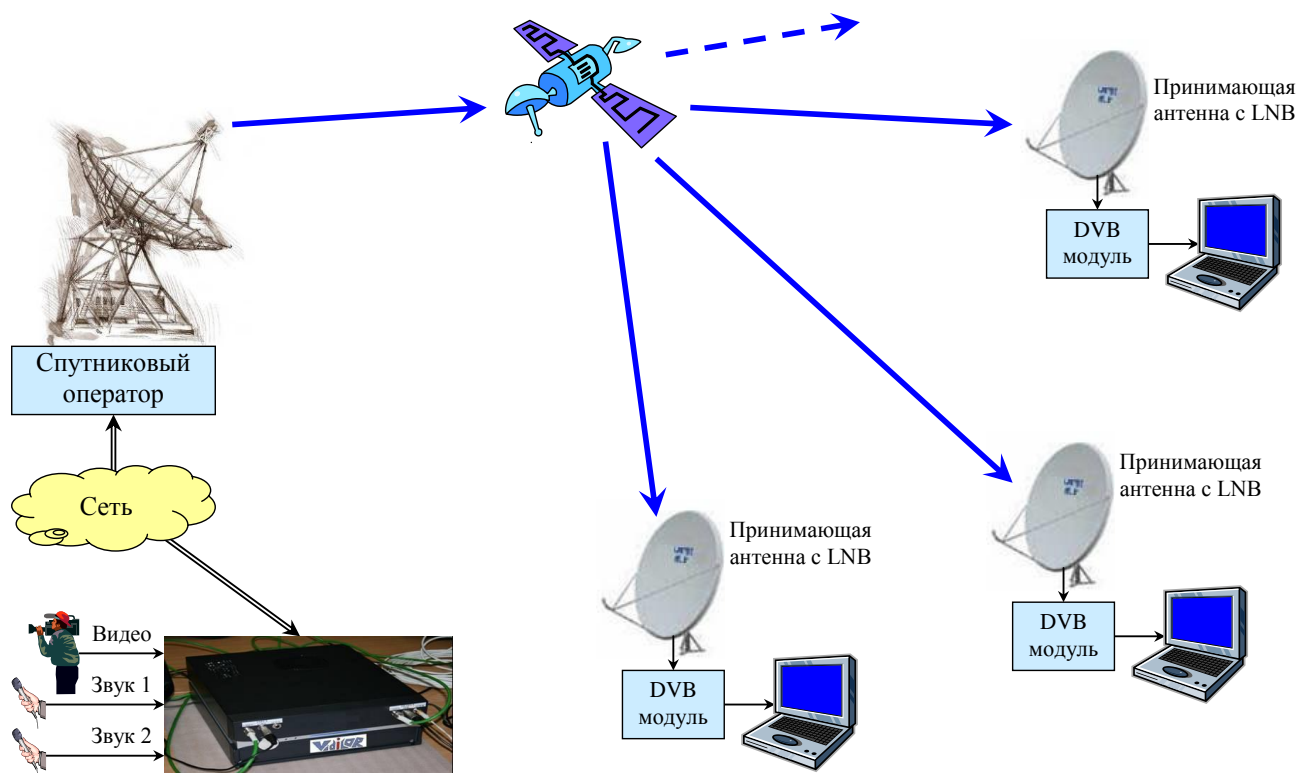 Принимающая
антенна с LNB
DVB
модуль
Спутниковый
оператор
Сеть
Принимающая
антенна с LNB
DVB
модуль
Принимающая
антенна с LNB
DVB
модуль
Видео
Звук 1
Звук 2
VidiCOR